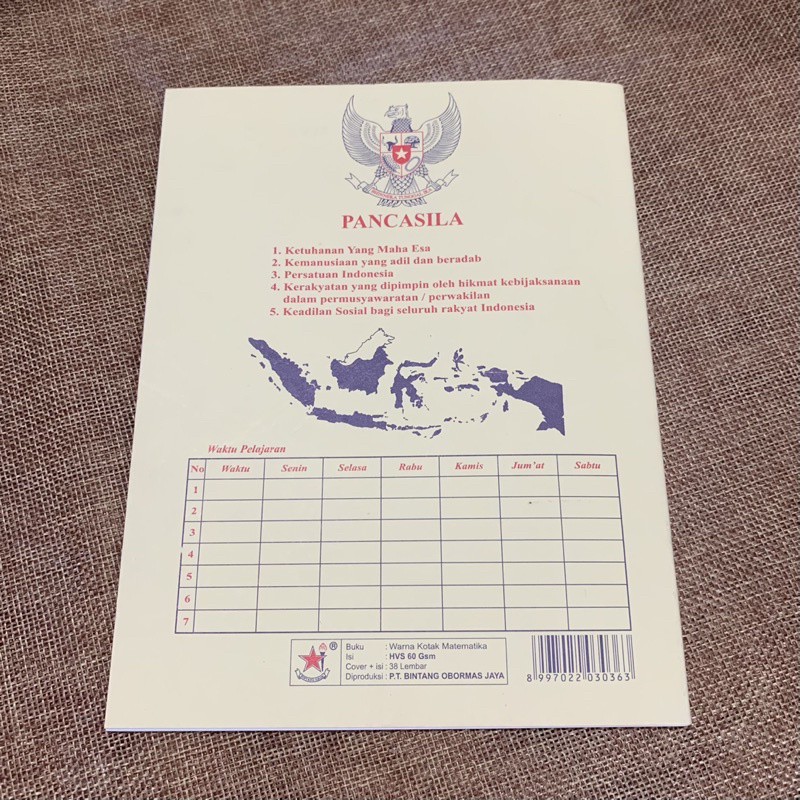 PANCASILA
1. Ketuhanan Yang Maha Esa
2. Kemanusiaan yang adil dan beradab
3. Persatuan Indonesia
4. Kerakyatan yang dipimpin oleh hikmat kebijaksanaan
dalam permusyawaratan / perwakilan
5. Keadilan Sosial bagi seluruh rakyat Indonesia
Waktu Pelajaran
No Waktu Senin Selasa Rabu Kamis Jum'at Sabtu
1
2
3
4
5
6
7
®
Buku : Warna Kotak Matematika
Isi : HVS 60 Gsm
Cover + isi : 38 Lembar
Diproduksi : P.T. BINTANG OBORMAS JAYA
8 997022 030363